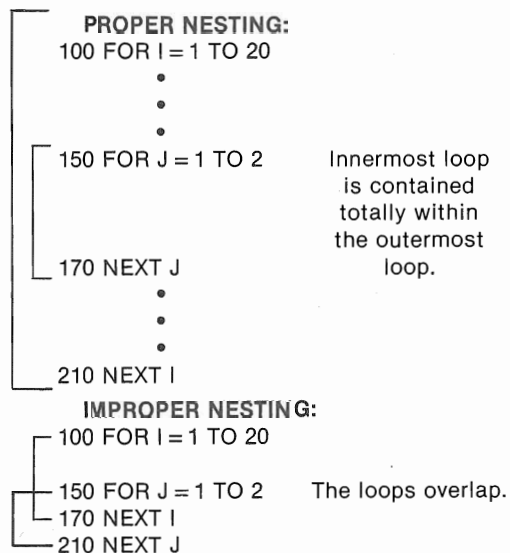 PROPER NESTING:
100 FOR I = 1 TO 20
•
•
•
150 FOR J = 1 TO 2
Innermost loop
is contained
totally within
the outermost
loop.
170 NEXT J
•
•
•
210 NEXT I
IMPROPER NESTING:
100 FOR I = 1 TO 20
150 FOR J = 1 TO 2 The loops overlap.
170 NEXT I
210 NEXT J